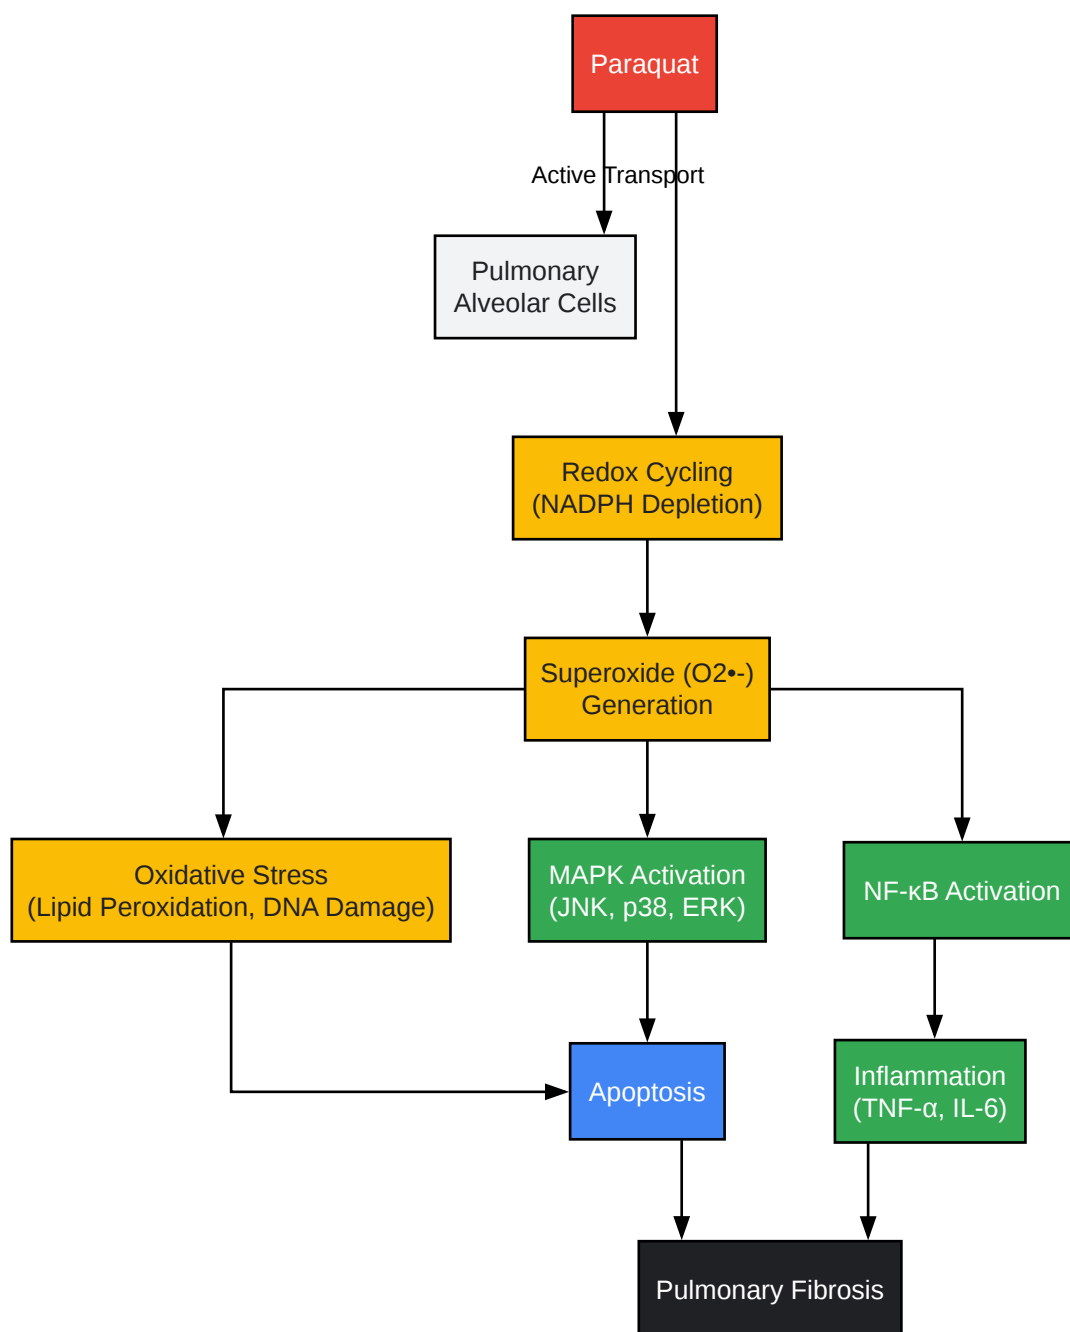 Paraquat
Active Transport
Pulmonary
Alveolar Cells
Redox Cycling
(NADPH Depletion)
Superoxide (O2•-)
Generation
Oxidative Stress
(Lipid Peroxidation, DNA Damage)
MAPK Activation
(JNK, p38, ERK)
NF-κB Activation
Apoptosis
Inflammation
(TNF-α, IL-6)
Pulmonary Fibrosis